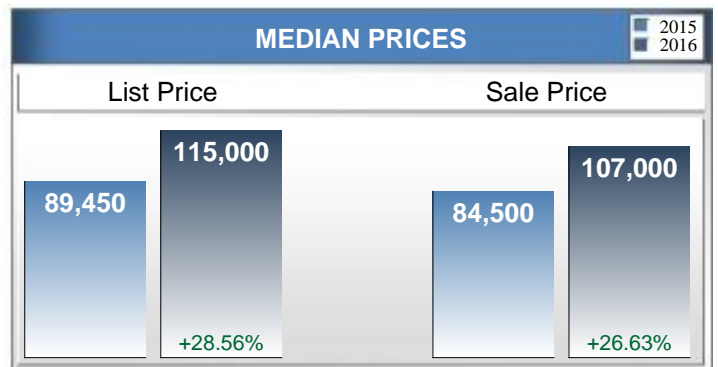 MEDIAN PRICES
2015
2016
List Price
Sale Price
89,450
115,000
+28.56%
84,500
107,000
+26.63%